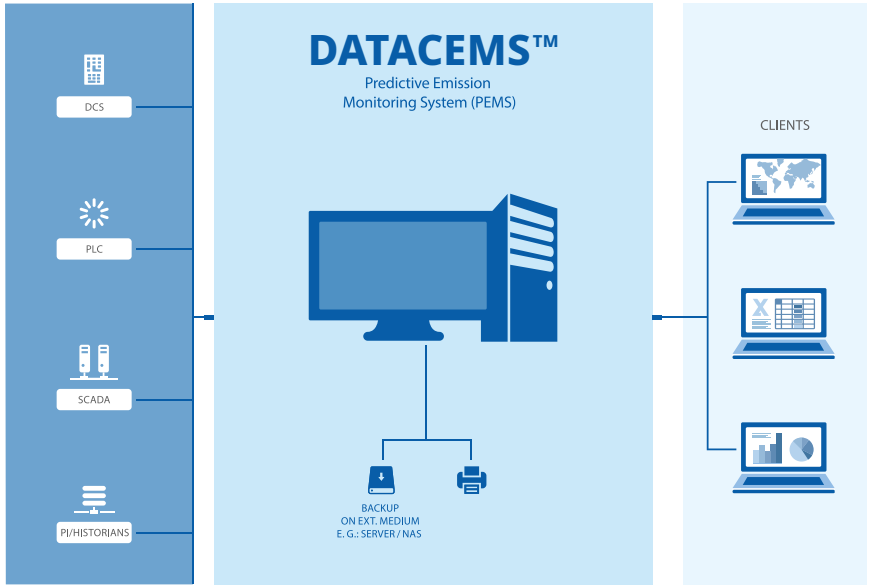 DATACEMS™
Predictive Emission
Monitoring System (PEMS)
DCS
PLC
SCADA
PI/HISTORIANS
BACKUP
ON EXT. MEDIUM
E. G.: SERVER / NAS
CLIENTS
X